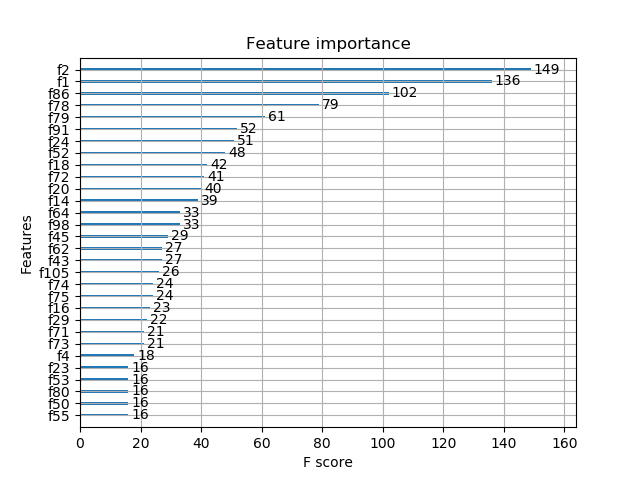 Feature importance
f2 149
f1 136
f86 102
f78 79
f79 61
f91 52
f24 51
f52 48
f18 42
f72 41
f20 40
f14 39
f64 33
f98 33
f45 29
f62 27
f43 27
f105 26
f74 24
f75 24
f16 23
f29 22
f71 21
f73 21
f4 18
f23 16
f53 16
f80 16
f50 16
f55 16
Features
0 20 40 60 80 100 120 140 160
F score